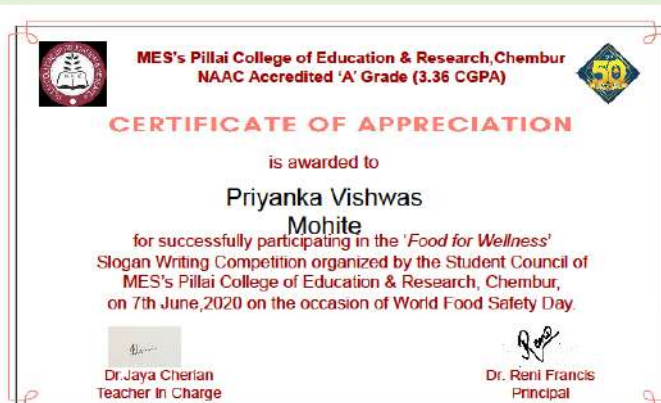 MES's Pillai College of Education & Research,Chembur
NAAC Accredited 'A' Grade (3.36 CGPA)
50
CERTIFICATE OF APPRECIATION
is awarded to
Priyanka Vishwas
Mohite
for successfully participating in the 'Food for Wellness'
Slogan Writing Competition organized by the Student Council of
MES's Pillai College of Education & Research, Chembur,
on 7th June,2020 on the occasion of World Food Safety Day.
Dr.Jaya Cherian
Teacher In Charge
Dr. Reni Francis
Principal